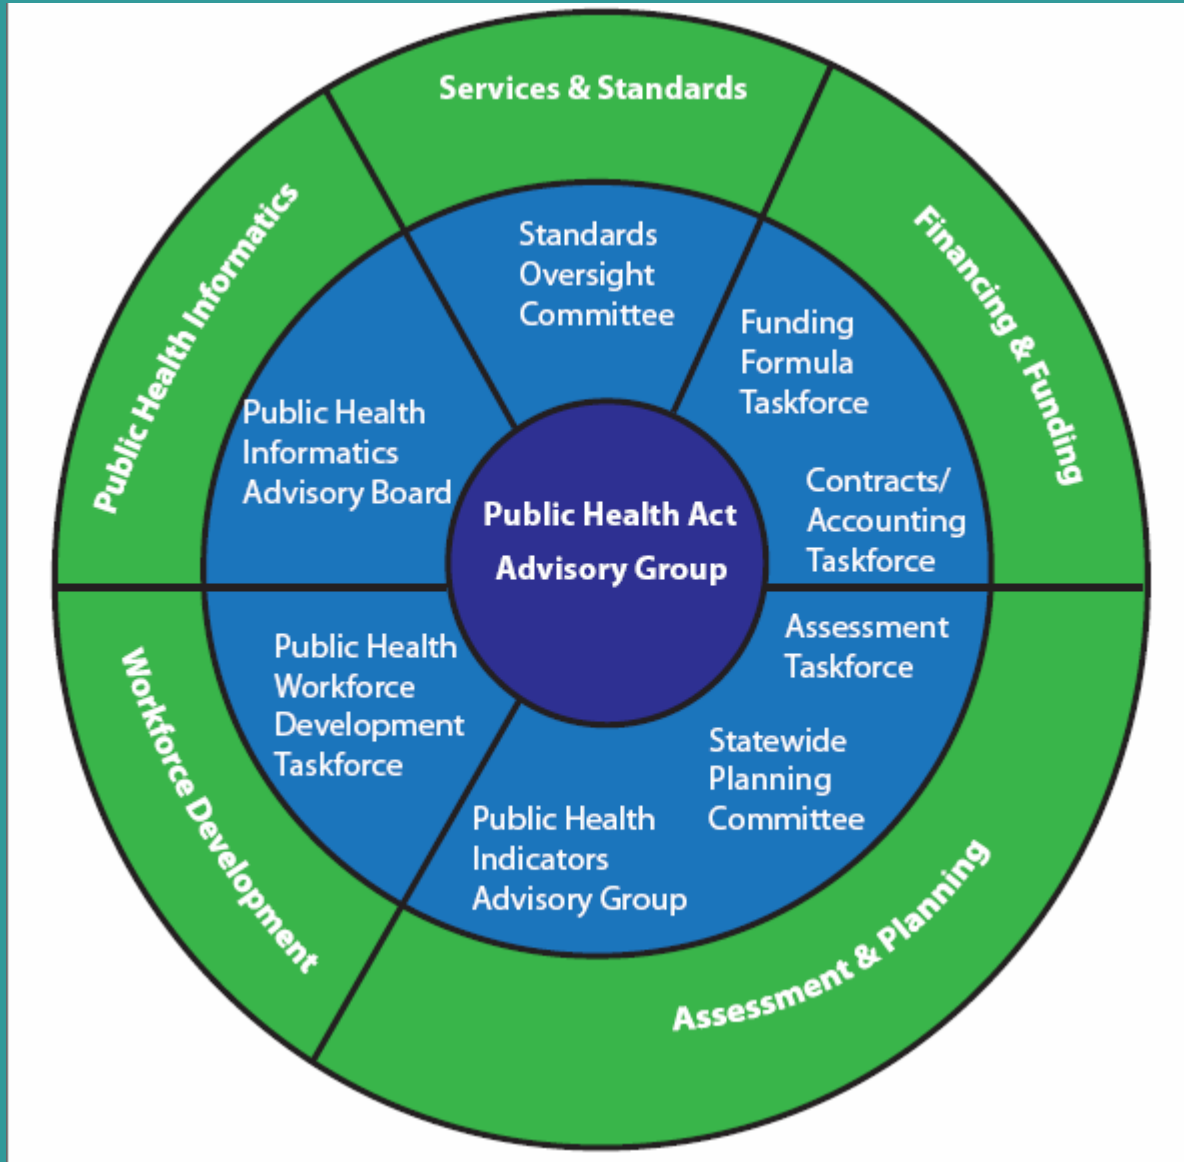 Services & Standards
Financing & Funding
Assessment & Planning
Workforce Development
Public Health Informatics
Standards
Oversight
Committee
Funding
Formula
Taskforce
Contracts/
Accounting
Taskforce
Assessment
Taskforce
Statewide
Planning
Committee
Public Health
Indicators
Advisory Group
Public Health
Workforce
Development
Taskforce
Public Health
Informatics
Advisory Board
Public Health Act
Advisory Group